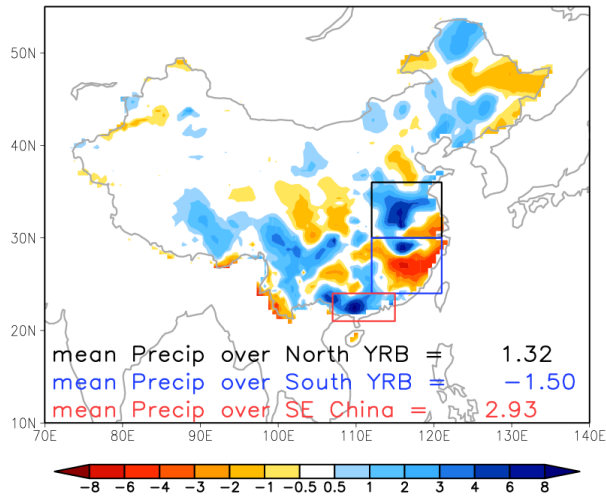 50N
40N
30N
20N
mean Precip over North YRB = 1.32
mean Precip over South YRB = −1.50
mean Precip over SE China = 2.93
10N
70E 80E 90E 100E 110E 120E 130E 140E
−8 −6 −4 −3 −2 −1 −0.5 0.5 1 2 3 4 6 8